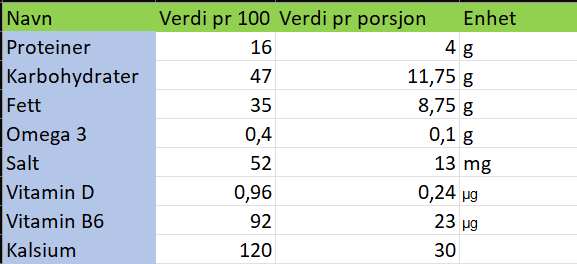 Navn Verdi pr 100 Verdi pr porsjon Enhet
Proteiner 16 4 g
Karbohydrater 47 11,75 g
Fett 35 8,75 g
Omega 3 0,4 0,1 g
Salt 52 13 mg
Vitamin D 0,96 0,24 µg
Vitamin B6 92 23 µg
Kalsium 120 30